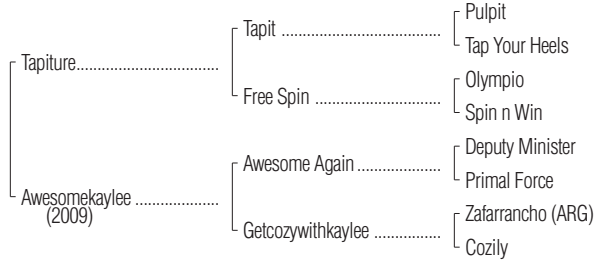 Pulpit
Tapit
Tap Your Heels
Tapiture
Olympio
Free Spin
Spin n Win
Deputy Minister
Awesome Again
Primal Force
Awesomekaylee
(2009)
Zafarrancho (ARG)
Getcozywithkaylee
Cozily